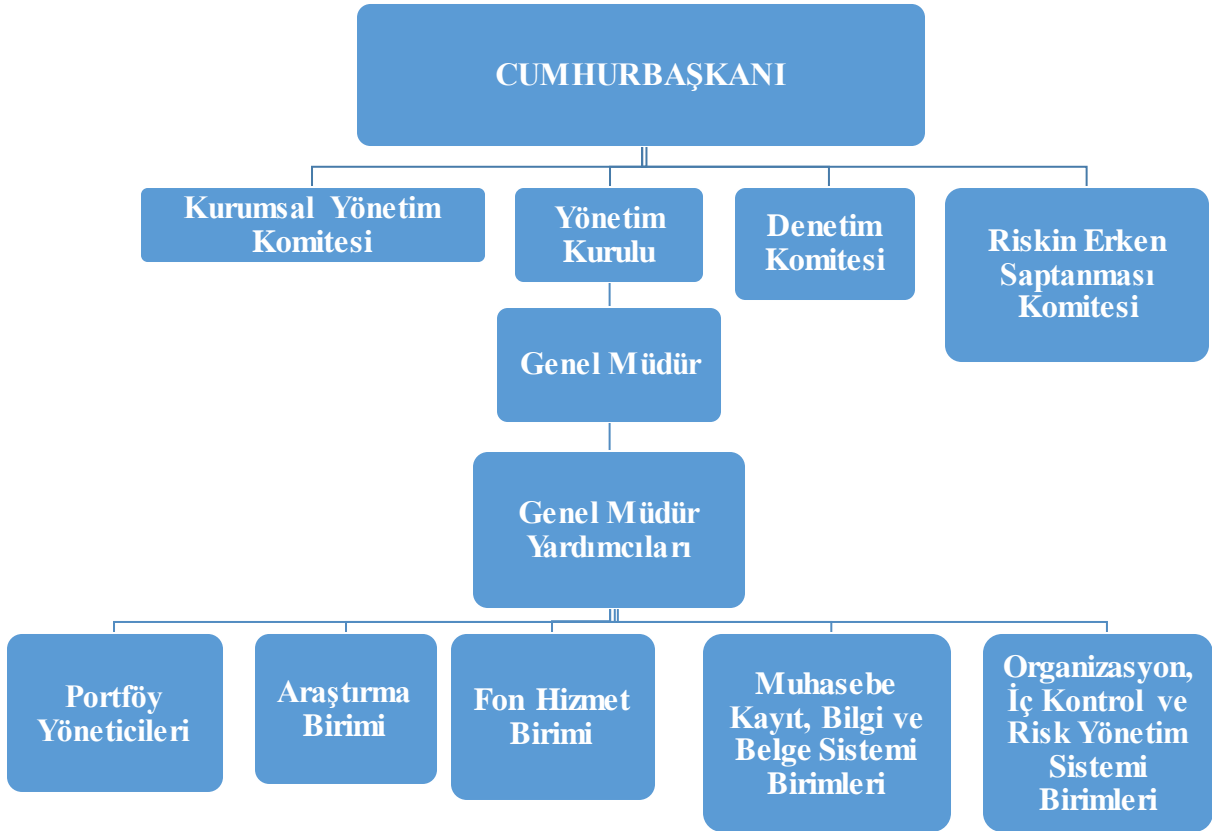 CUMHURBAŞKANI
Kurumsal Yönetim
Komitesi
Yönetim
Kurulu
Denetim
Komitesi
Riskin Erken
Saptanması
Komitesi
Genel Müdür
Genel Müdür
Yardımcıları
Portföy
Yöneticileri
Araştırma
Birimi
Fon Hizmet
Birimi
Muhasebe
Kayıt, Bilgi ve
Belge Sistemi
Birimleri
Organizasyon,
İç Kontrol ve
Risk Yönetim
Sistemi
Birimleri